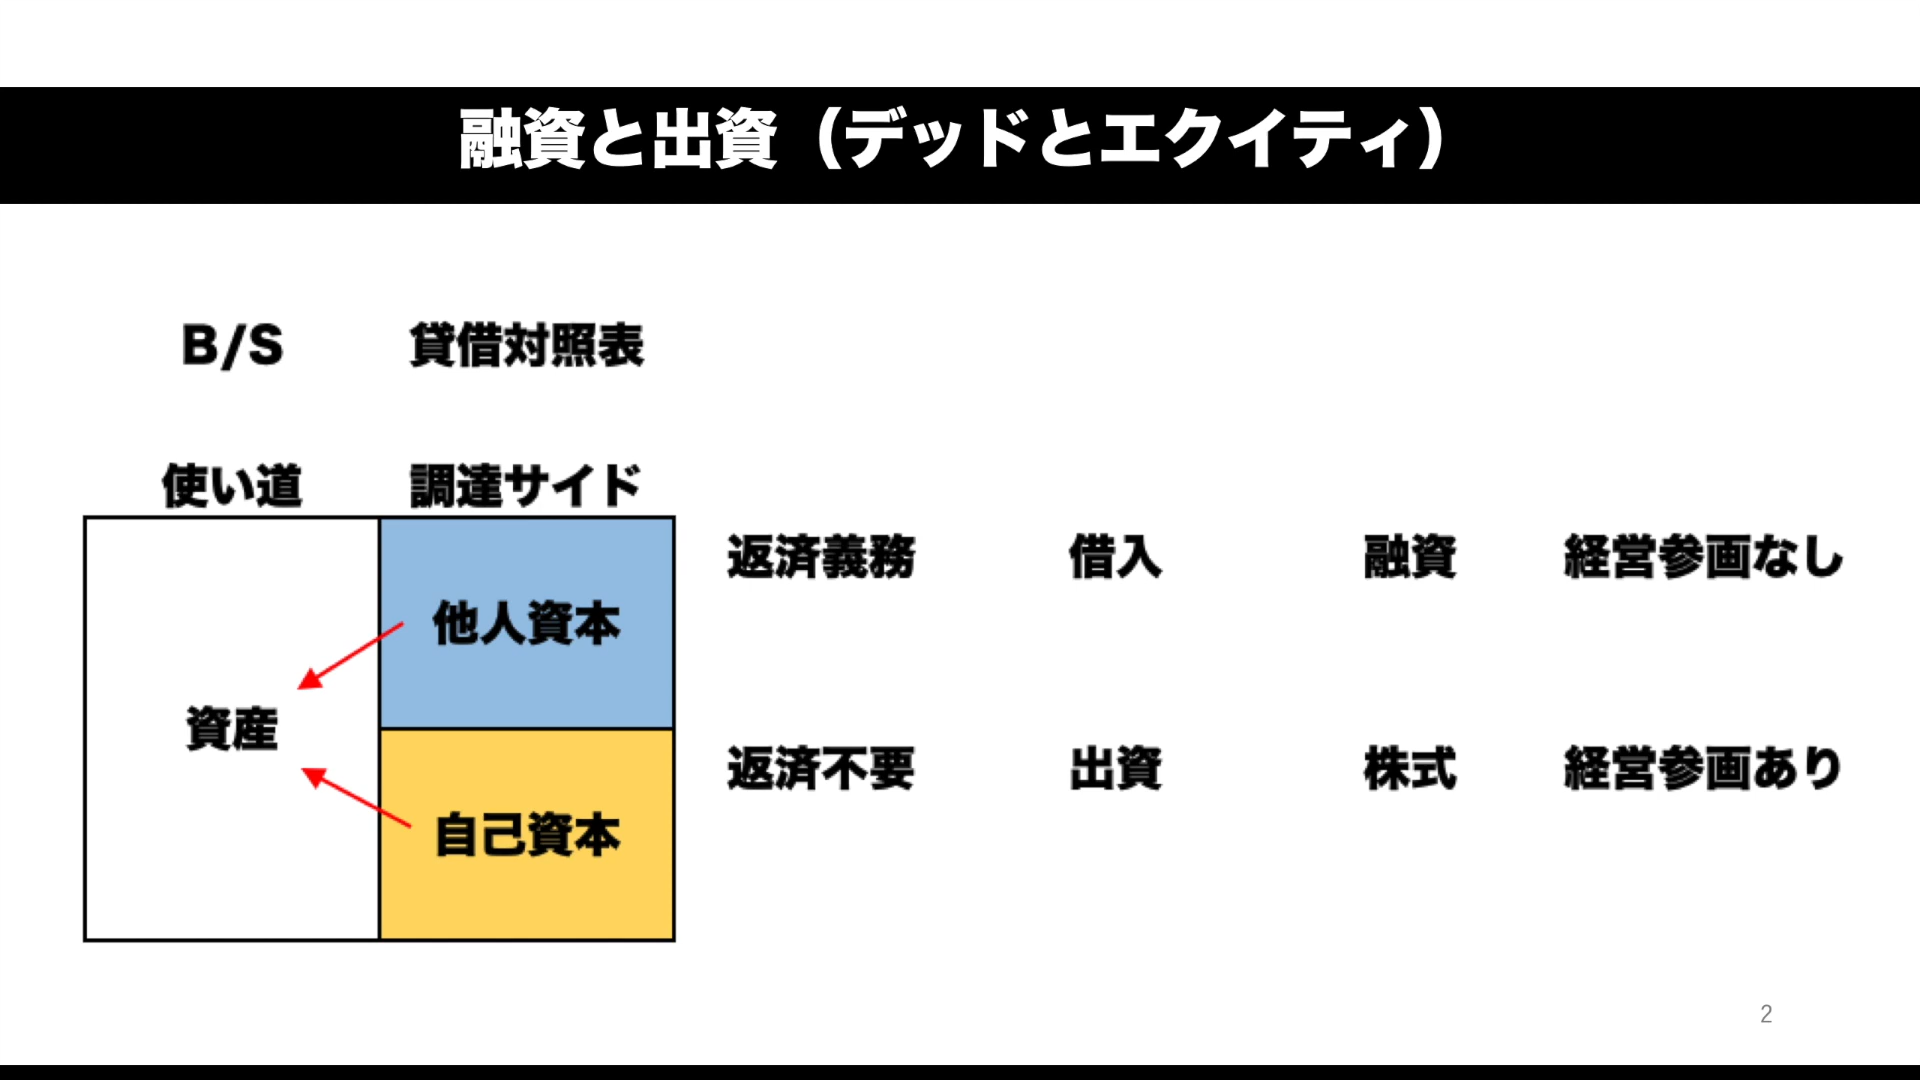 融資と出資（デッドとエクイティ）
B/S 貸借対照表
使い道 調達サイド
返済義務 借入 融資 経営参画なし
他人資本
資産
返済不要 出資 株式 経営参画あり
自己資本
2